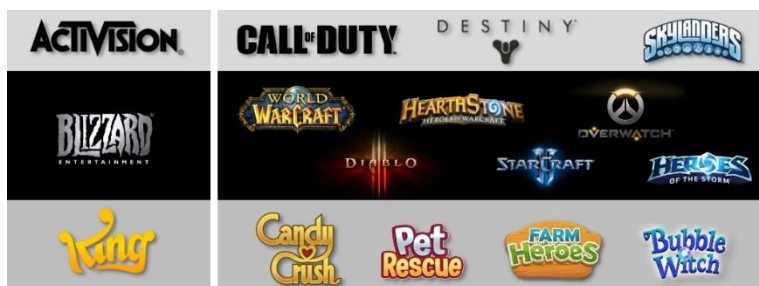 ACTIVISION®
CALL OF DUTY®
DESTINY
SKYLANDERS
BLIZZARD
ENTERTAINMENT
WORLD
OF
WARCRAFT
HEARTHSTONE
HEROES OF WARCRAFT
OVERWATCH
DIABLO
STARCRAFT
II
HEROES
OF THE STORM
King
Candy
Crush
Pet
RESCUE
FARM
HEROES
Bubble
Witch